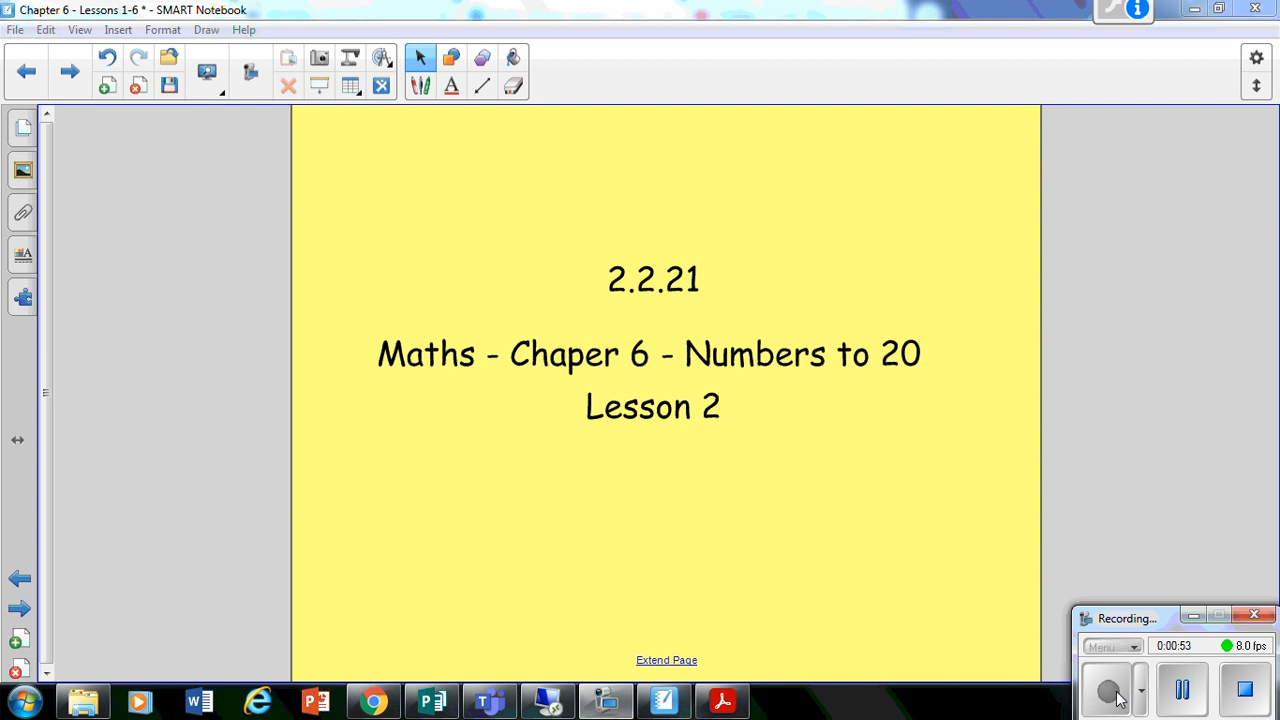 Chapter 6 - Lessons 1-6 * - SMART Notebook
File Edit View Insert Format Draw Help
2.2.21
Maths - Chaper 6 - Numbers to 20
Lesson 2
Extend Page
Recording...
Menu 0:00:53 8.0 fps